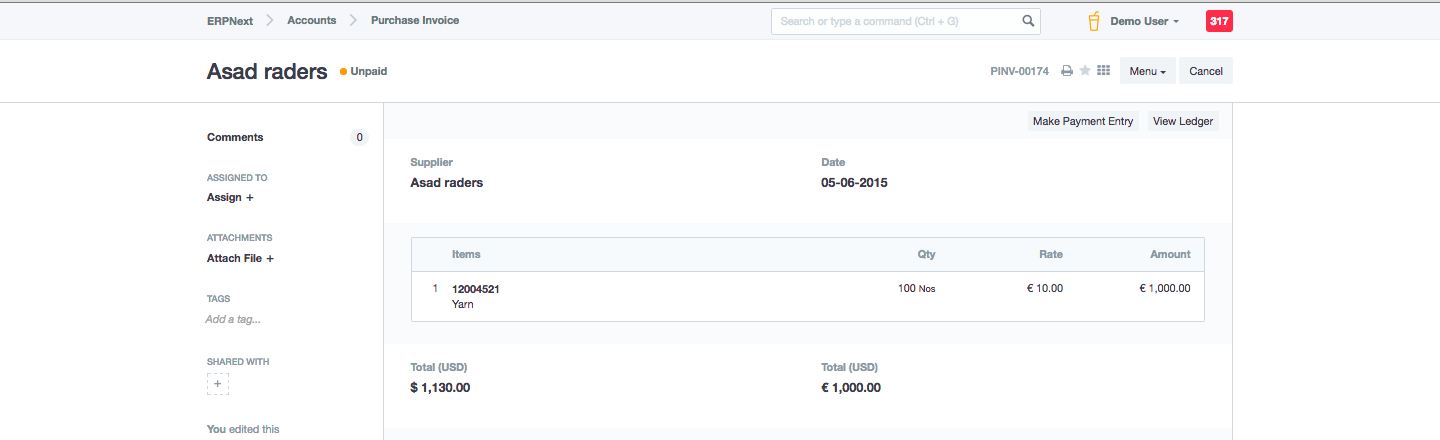 ERPNext Accounts Purchase Invoice Search or type a command (Ctrl + G) Demo User 317
Asad raders Unpaid PINV-00174 Menu Cancel
Make Payment Entry View Ledger
Comments 0
ASSIGNED TO
Assign +
ATTACHMENTS
Attach File +
TAGS
Add a tag...
SHARED WITH
+
You edited this
Supplier Date
Asad raders 05-06-2015
Items Qty Rate Amount
1 12004521 100 Nos € 10.00 € 1,000.00
Yarn
Total (USD) Total (USD)
$ 1,130.00 € 1,000.00